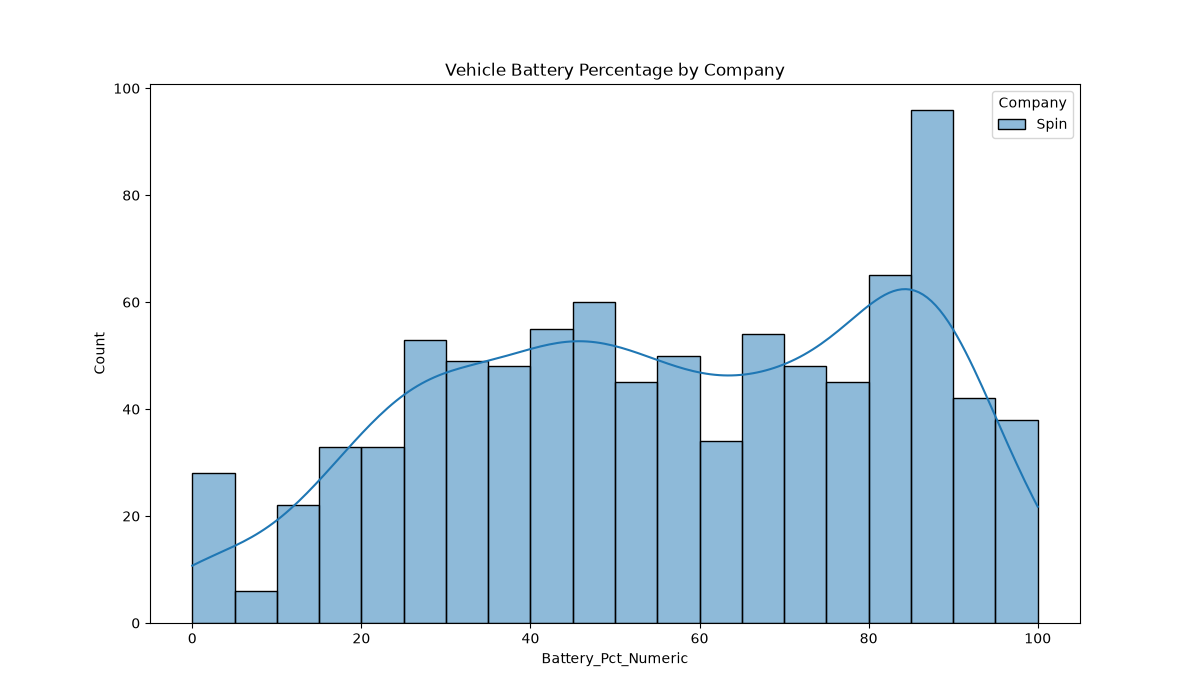 Vehicle Battery Percentage by Company
Company
Spin
100
80
60
40
20
0
Count
0 20 40 60 80 100
Battery_Pct_Numeric